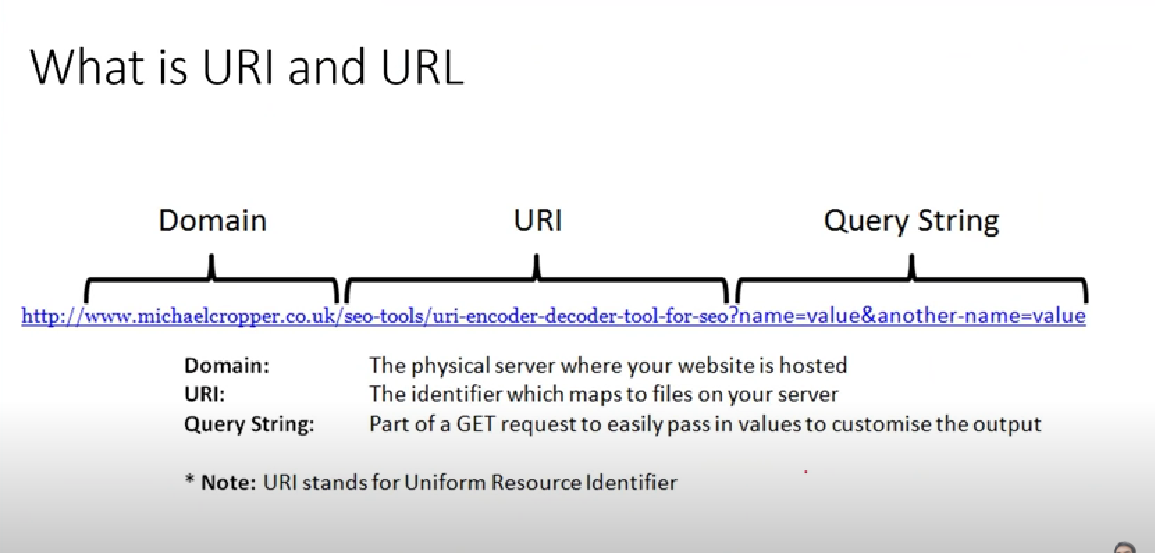 What is URI and URL
Domain URI Query String
http://www.michaelcropper.co.uk/seo-tools/uri-encoder-decoder-tool-for-seo?name=value&another-name=value
Domain: The physical server where your website is hosted
URI: The identifier which maps to files on your server
Query String: Part of a GET request to easily pass in values to customise the output
* Note: URI stands for Uniform Resource Identifier